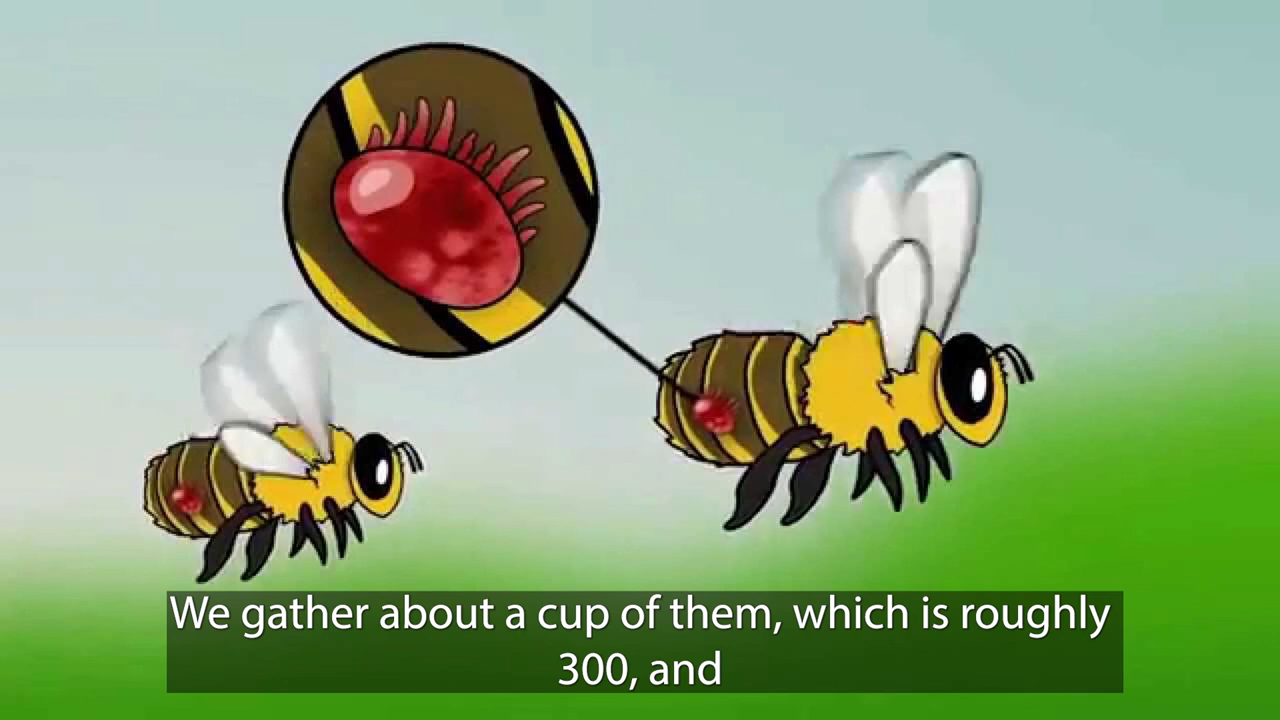 We gather about a cup of them, which is roughly
300, and